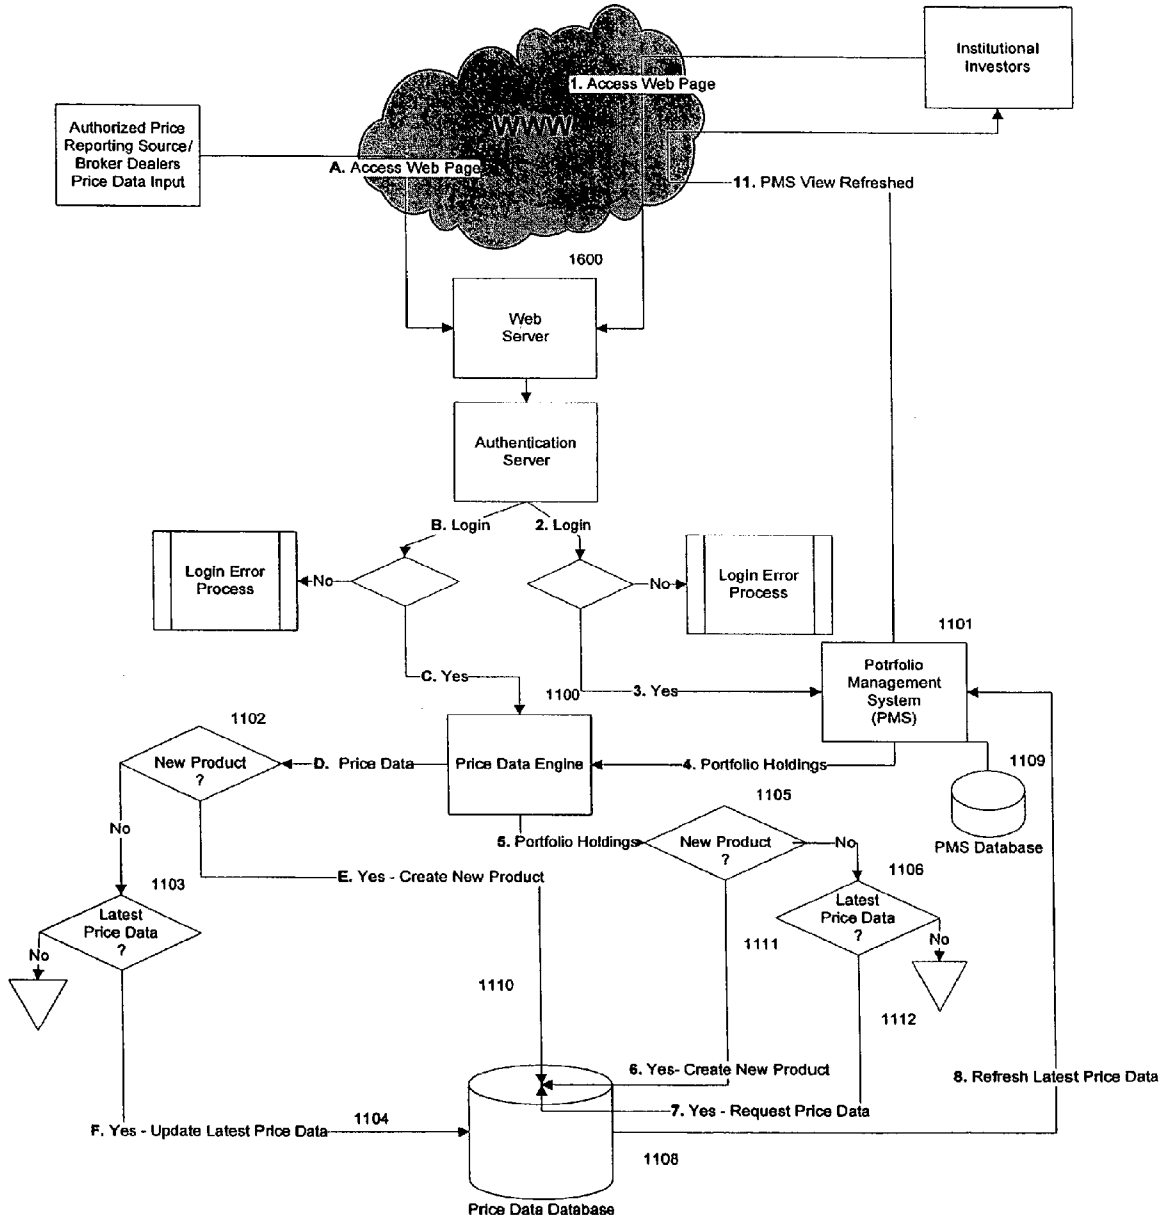 Institutional
Investors
1. Access Web Page
WWW
Authorized Price
Reporting Source/
Broker Dealers
Price Data Input
A. Access Web Page
11. PMS View Refreshed
1600
Web
Server
Authentication
Server
B. Login
2. Login
Login Error
Process
No
No
Login Error
Process
1101
Potrfolio
Management
System
(PMS)
C. Yes
1100
3. Yes
1102
New Product
?
D. Price Data
Price Data Engine
4. Portfolio Holdings
1109
PMS Database
1105
No
5. Portfolio Holdings
New Product
?
No
1103
E. Yes - Create New Product
1106
Latest
Price Data
?
Latest
Price Data
?
No
1111
No
1110
1112
6. Yes- Create New Product
8. Refresh Latest Price Data
7. Yes - Request Price Data
F. Yes - Update Latest Price Data
1104
1108
Price Data Database